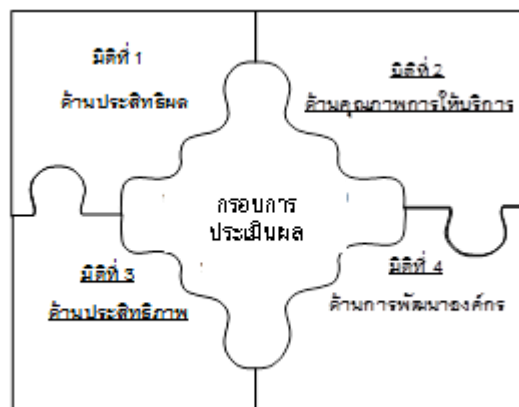 มิติที่ 1
ด้านประสิทธิผล
มิติที่ 2
ด้านคุณภาพการให้บริการ
กรอบการ
ประเมินผล
มิติที่ 3
ด้านประสิทธิภาพ
มิติที่ 4
ด้านการพัฒนาองค์กร